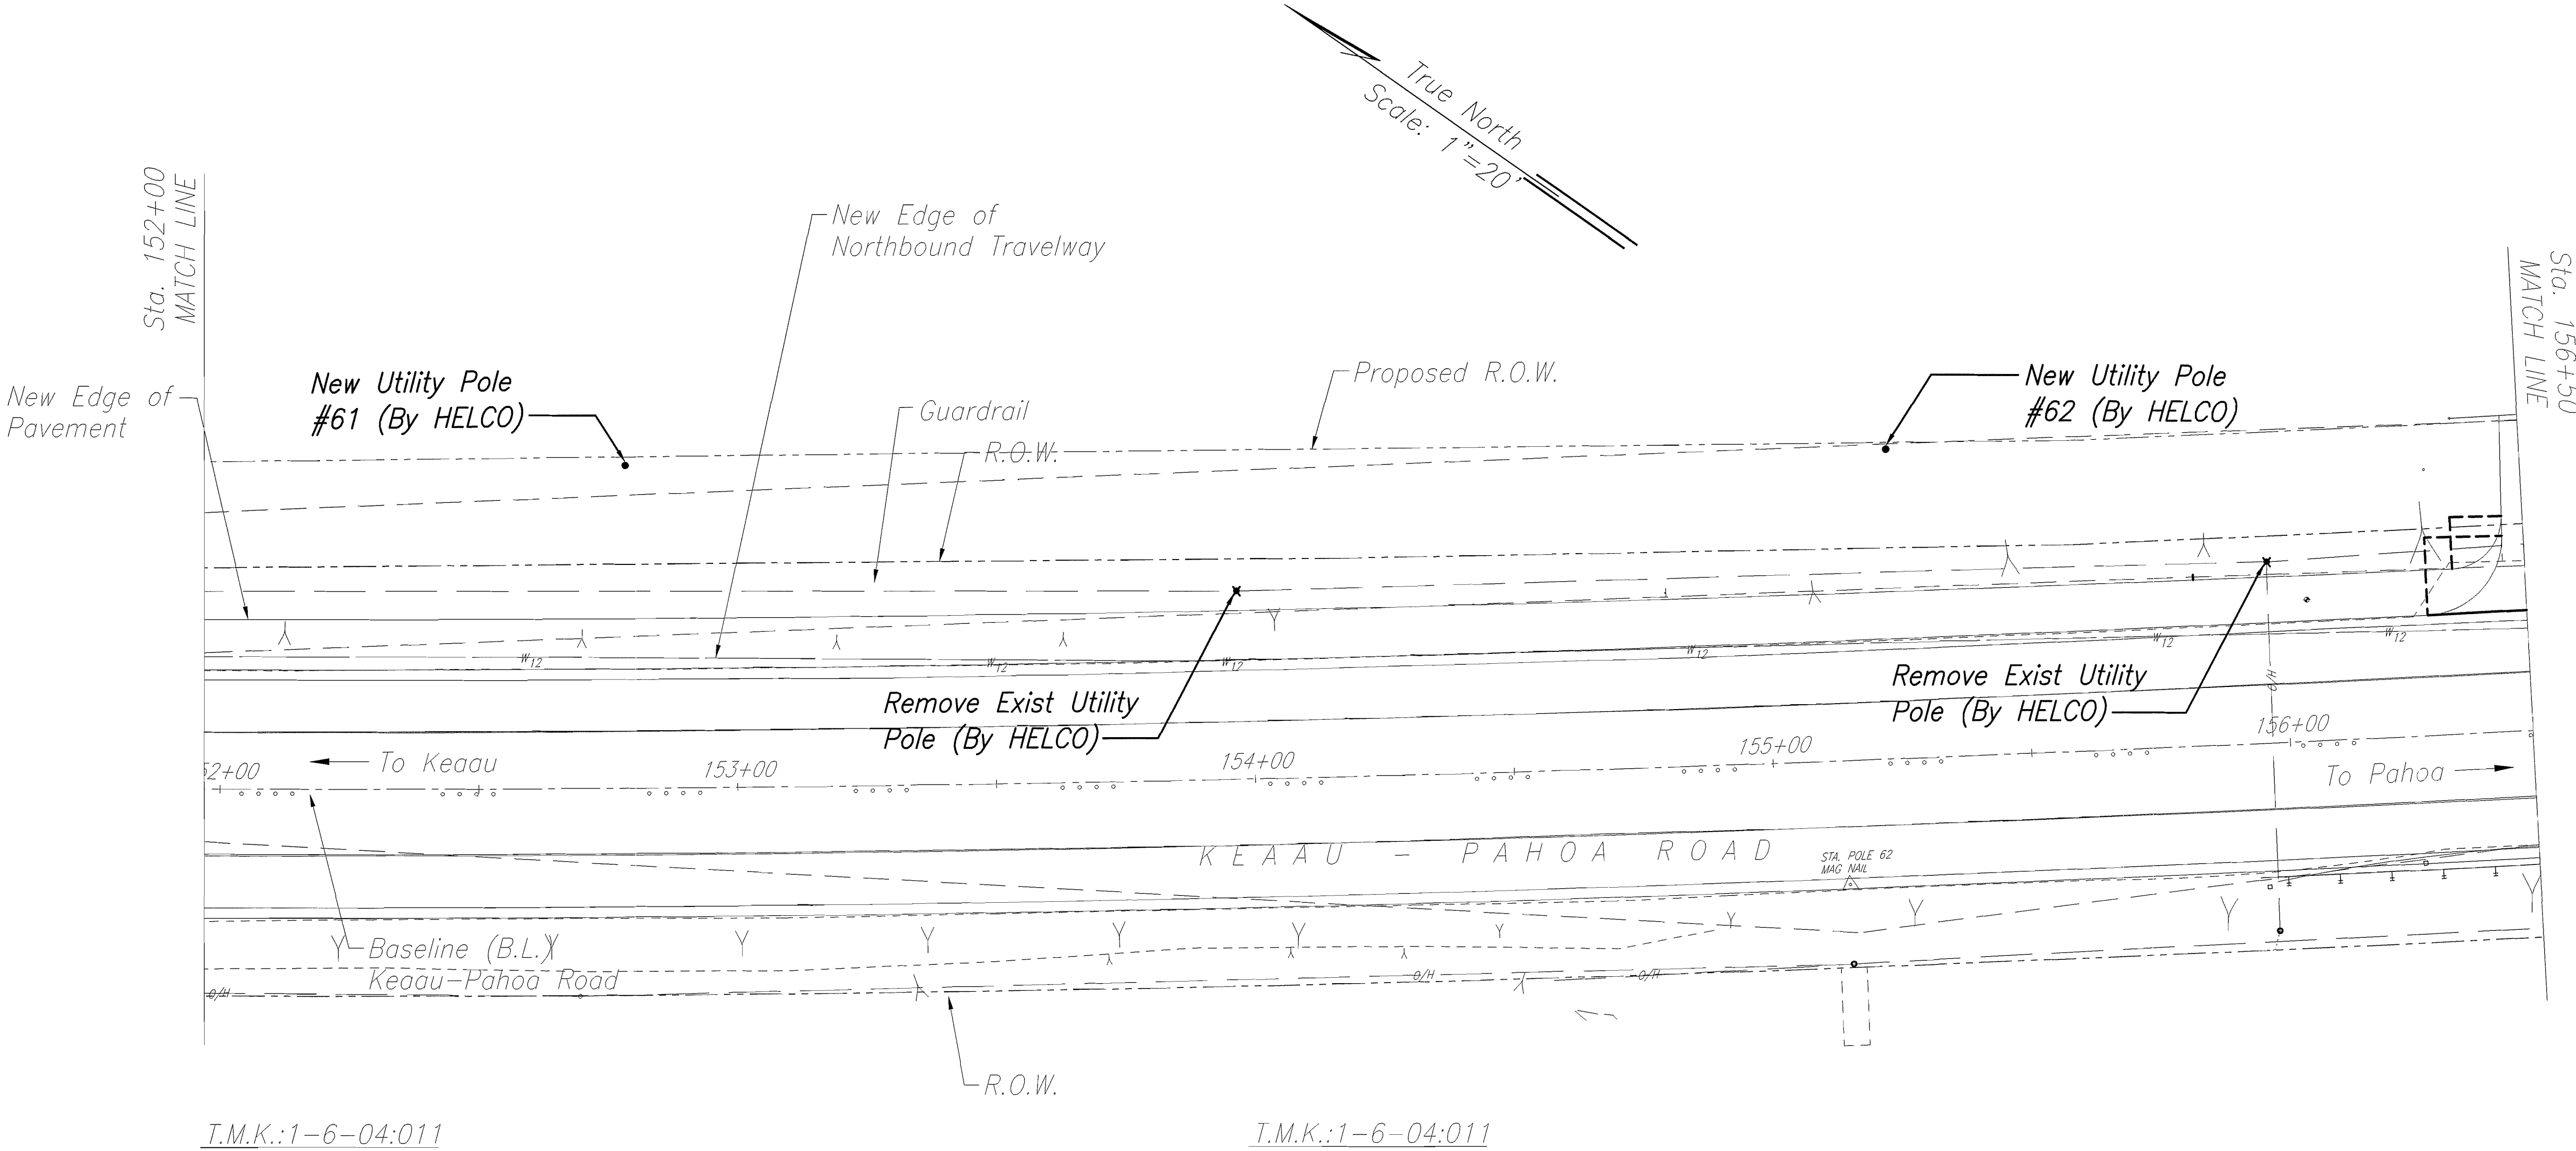 True North
Scale: 1"=20'
Sta. 152+00
MATCH LINE
Sta. 156+50
MATCH LINE
New Edge of
Northbound Travelway
New Edge of
Pavement
New Utility Pole
#61 (By HELCO)
Guardrail
R.O.W.
Proposed R.O.W.
New Utility Pole
#62 (By HELCO)
W12
W12
W12
W12
W12
W12
Remove Exist Utility
Pole (By HELCO)
Remove Exist Utility
Pole (By HELCO)
O/H
52+00
To Keaau
153+00
154+00
155+00
156+00
To Pahoa
KEAAU - PAHOA ROAD
STA. POLE 62
MAG NAIL
Baseline (B.L.)
Keaau-Pahoa Road
O/H
O/H
O/H
R.O.W.
T.M.K.:1-6-04:011
T.M.K.:1-6-04:011